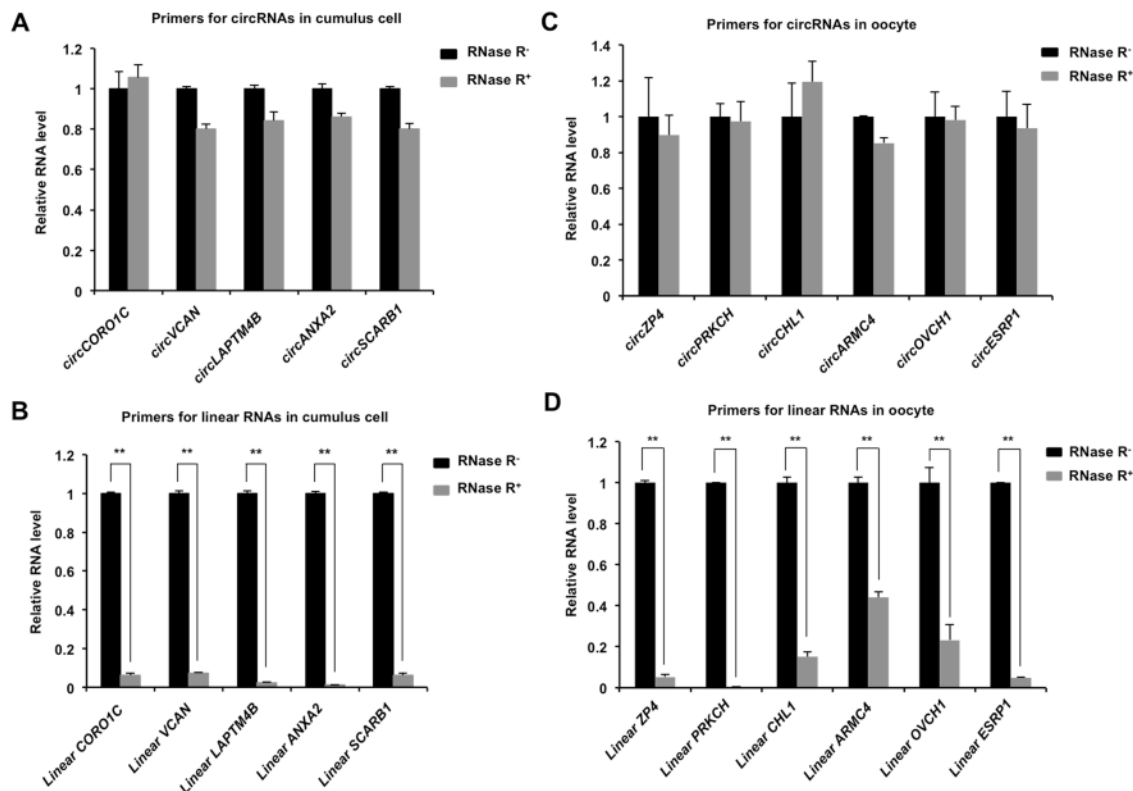 A
Primers for circRNAs in cumulus cell
RNase R-
RNase R+
Relative RNA level
1.2
1
0.8
0.6
0.4
0.2
0
circCORO1C
circVCAN
circLAPTM4B
circANXA2
circSCARB1
B
Primers for linear RNAs in cumulus cell
** ** ** ** **
RNase R-
RNase R+
Relative RNA level
1.2
1
0.8
0.6
0.4
0.2
0
Linear CORO1C
Linear VCAN
Linear LAPTM4B
Linear ANXA2
Linear SCARB1
C
Primers for circRNAs in oocyte
RNase R-
RNase R+
Relative RNA level
1.4
1.2
1
0.8
0.6
0.4
0.2
0
circZP4
circPRKCH
circCHL1
circARMC4
circOVCH1
circESRP1
D
Primers for linear RNAs in oocyte
** ** ** ** ** **
RNase R-
RNase R+
Relative RNA level
1.2
1
0.8
0.6
0.4
0.2
0
Linear ZP4
Linear PRKCH
Linear CHL1
Linear ARMC4
Linear OVCH1
Linear ESRP1